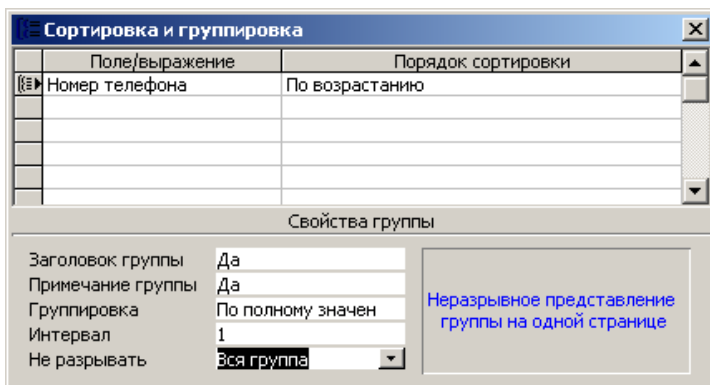 Сортировка и группировка
Поле/выражение Порядок сортировки
Номер телефона По возрастанию
Свойства группы
Заголовок группы Да
Примечание группы Да
Группировка По полному значен
Интервал 1
Не разрывать Вся группа
Неразрывное представление
группы на одной странице